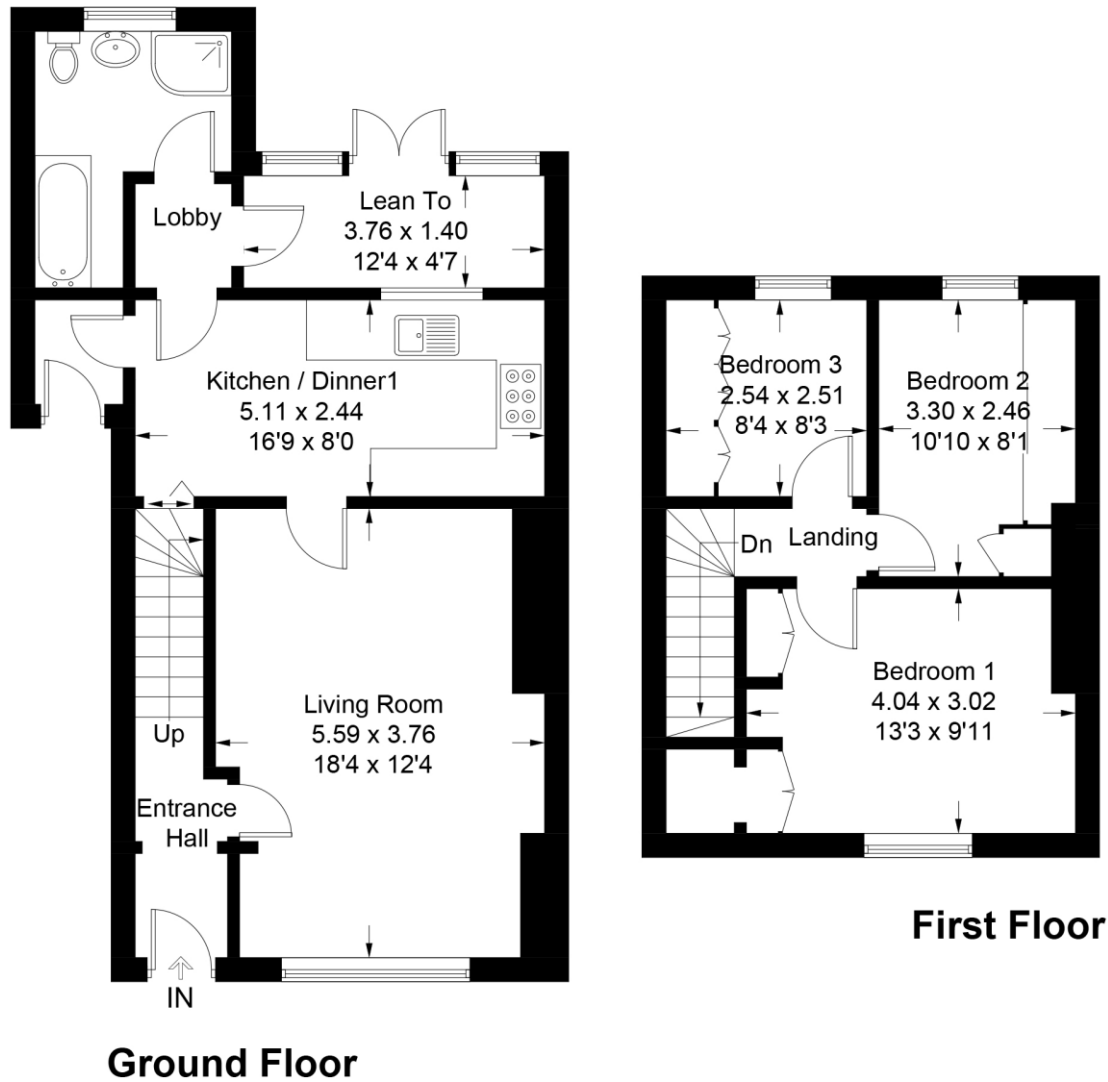 Lobby
Lean To
3.76 x 1.40
12'4 x 4'7
Kitchen / Dinner1
5.11 x 2.44
16'9 x 8'0
Up
Living Room
5.59 x 3.76
18'4 x 12'4
Entrance
Hall
IN
Ground Floor
Bedroom 3
2.54 x 2.51
8'4 x 8'3
Bedroom 2
3.30 x 2.46
10'10 x 8'1
Dn
Landing
Bedroom 1
4.04 x 3.02
13'3 x 9'11
First Floor